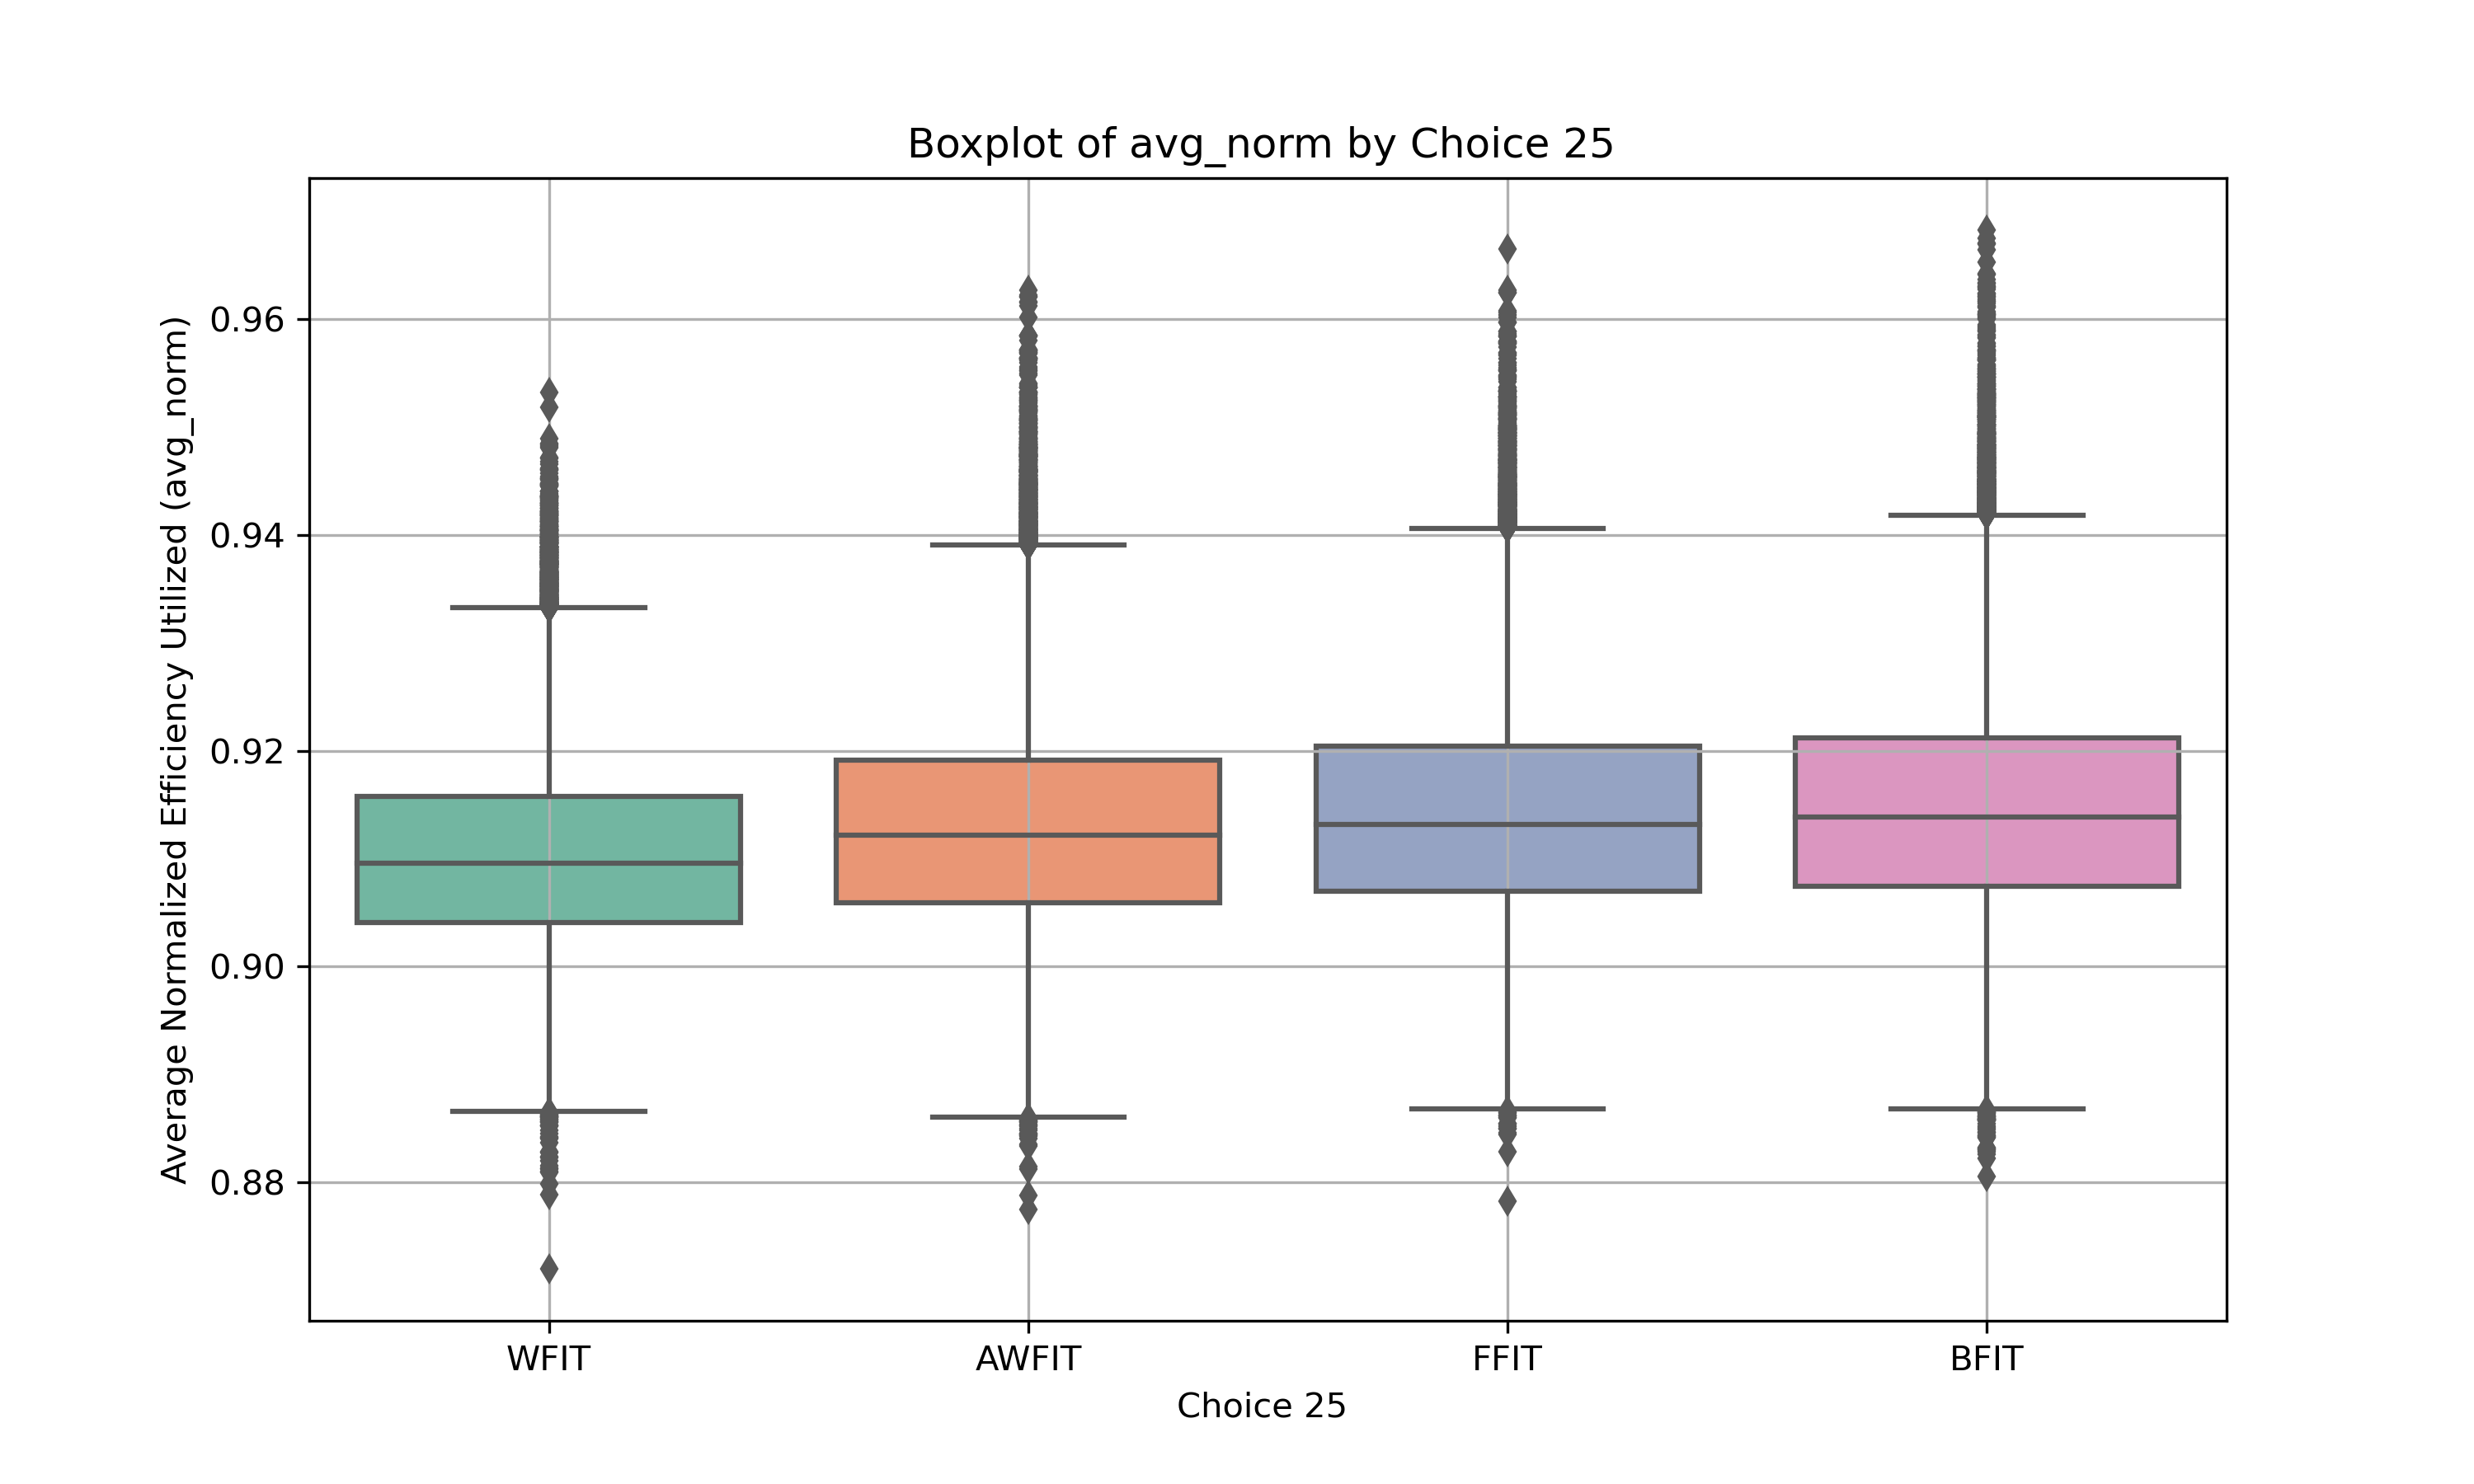 Boxplot of avg_norm by Choice 25
Average Normalized Efficiency Utilized (avg_norm)
0.96
0.94
0.92
0.90
0.88
WFIT AWFIT FFIT BFIT
Choice 25